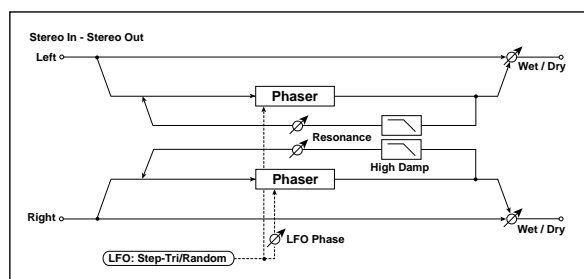 Stereo In - Stereo Out
Left
Wet / Dry
Phaser
Resonance
High Damp
Phaser
Right
LFO Phase
Wet / Dry
LFO: Step-Tri/Random